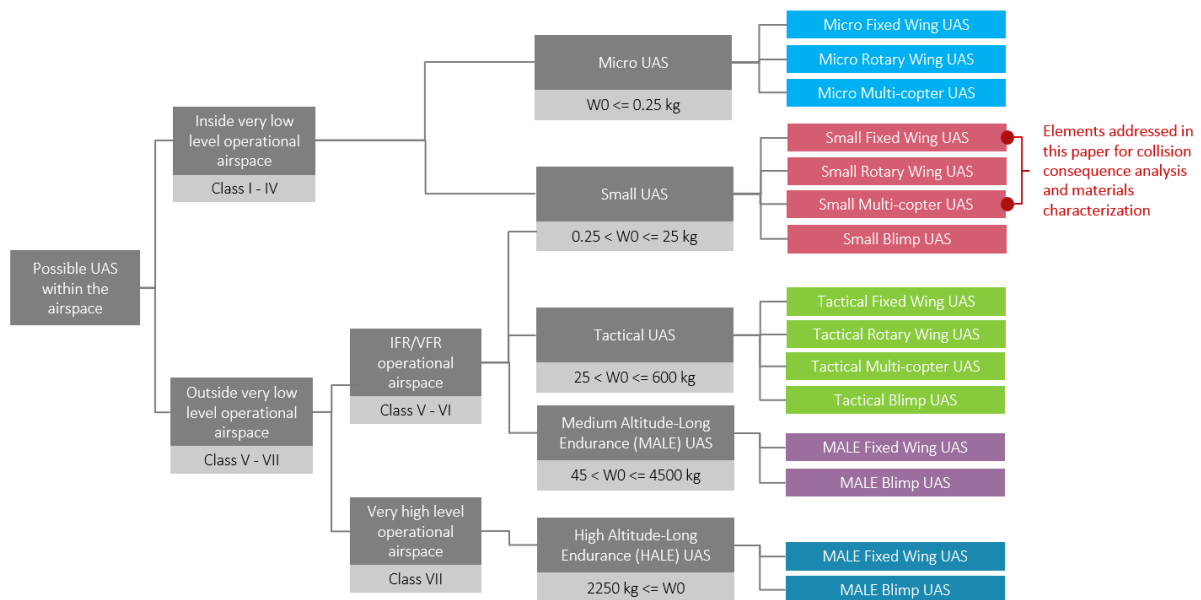 Possible UAS
within the
airspace
Inside very low
level operational
airspace
Class I - IV
Outside very low
level operational
airspace
Class V - VII
IFR/VFR
operational
airspace
Class V - VI
Very high level
operational
airspace
Class VII
Micro UAS
W0 <= 0.25 kg
Small UAS
0.25 < W0 <= 25 kg
Tactical UAS
25 < W0 <= 600 kg
Medium Altitude-Long
Endurance (MALE) UAS
45 < W0 <= 4500 kg
High Altitude-Long
Endurance (HALE) UAS
2250 kg <= W0
Micro Fixed Wing UAS
Micro Rotary Wing UAS
Micro Multi-copter UAS
Small Fixed Wing UAS
Small Rotary Wing UAS
Small Multi-copter UAS
Small Blimp UAS
Tactical Fixed Wing UAS
Tactical Rotary Wing UAS
Tactical Multi-copter UAS
Tactical Blimp UAS
MALE Fixed Wing UAS
MALE Blimp UAS
MALE Fixed Wing UAS
MALE Blimp UAS
Elements addressed in
this paper for collision
consequence analysis
and materials
characterization